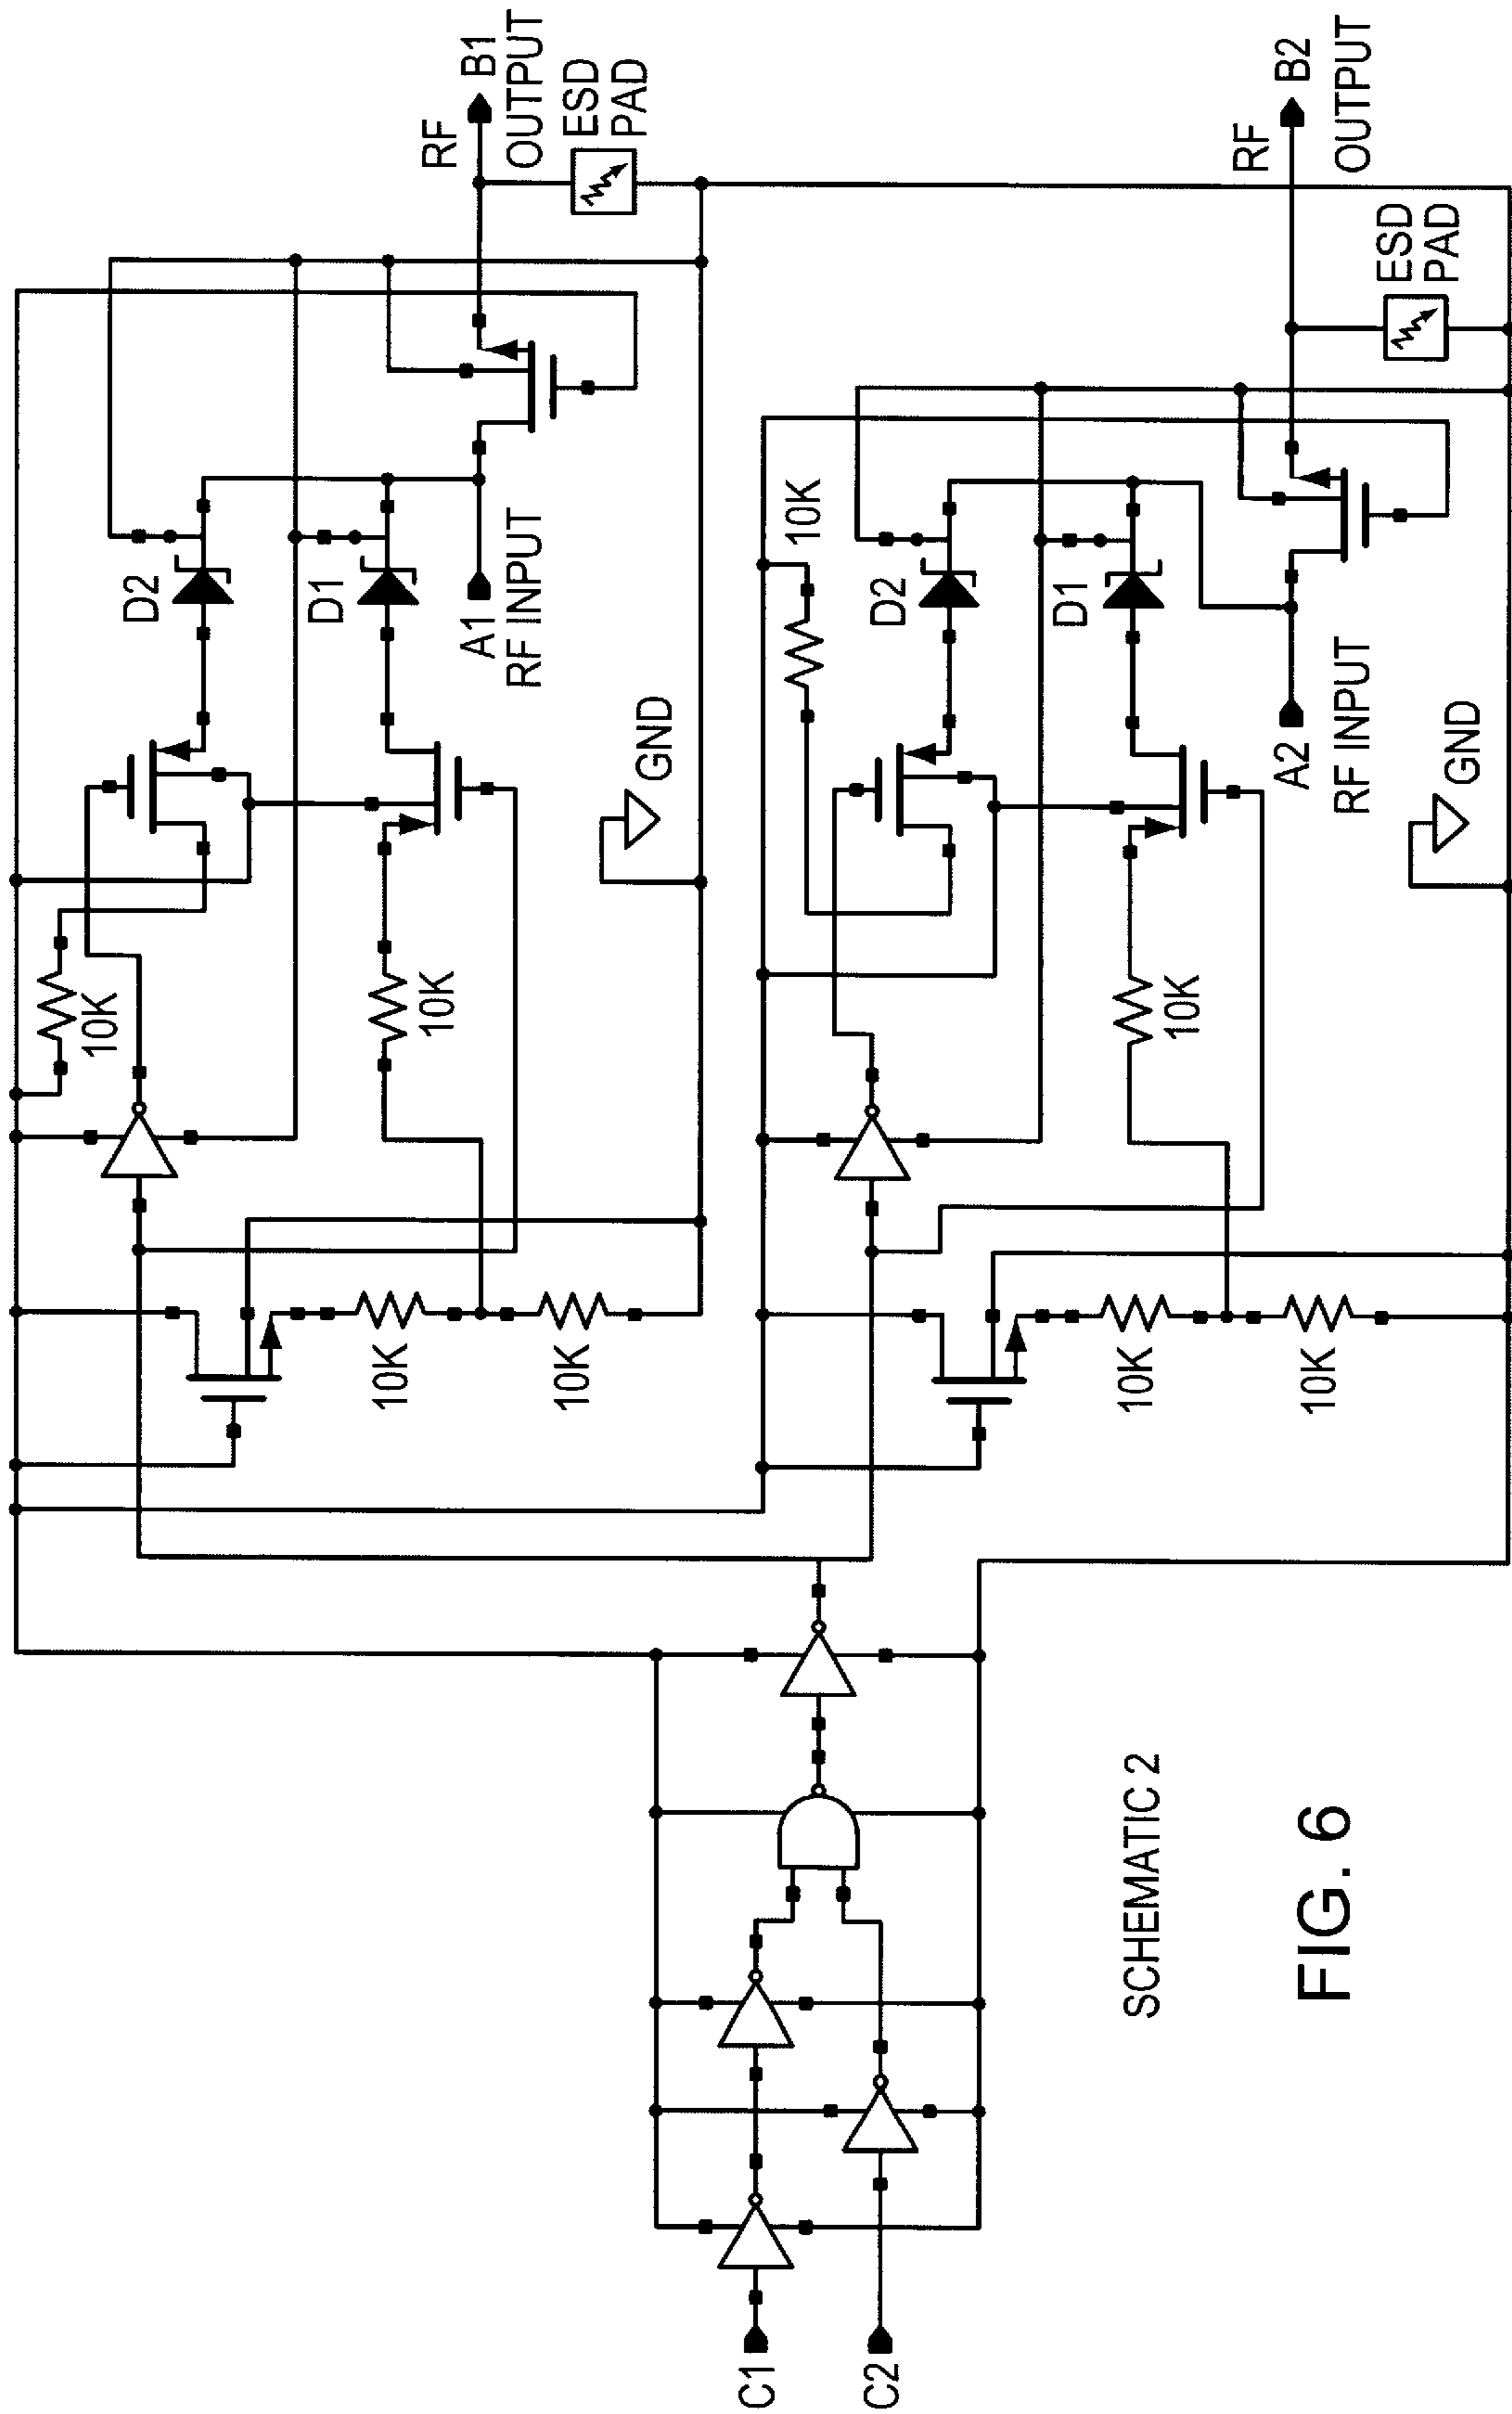 RF B1
OUTPUT
ESD
PAD
D2
D1
A1
RF INPUT
GND
10K
10K
10K
10K
RF B2
OUTPUT
ESD
PAD
10K
D2
D1
A2
RF INPUT
GND
10K
10K
10K
C1
C2
SCHEMATIC 2
FIG. 6